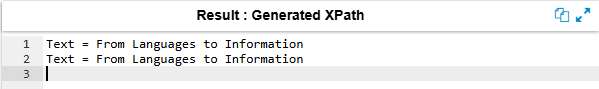 Result : Generated XPath
1 Text = From Languages to Information
2 Text = From Languages to Information
3